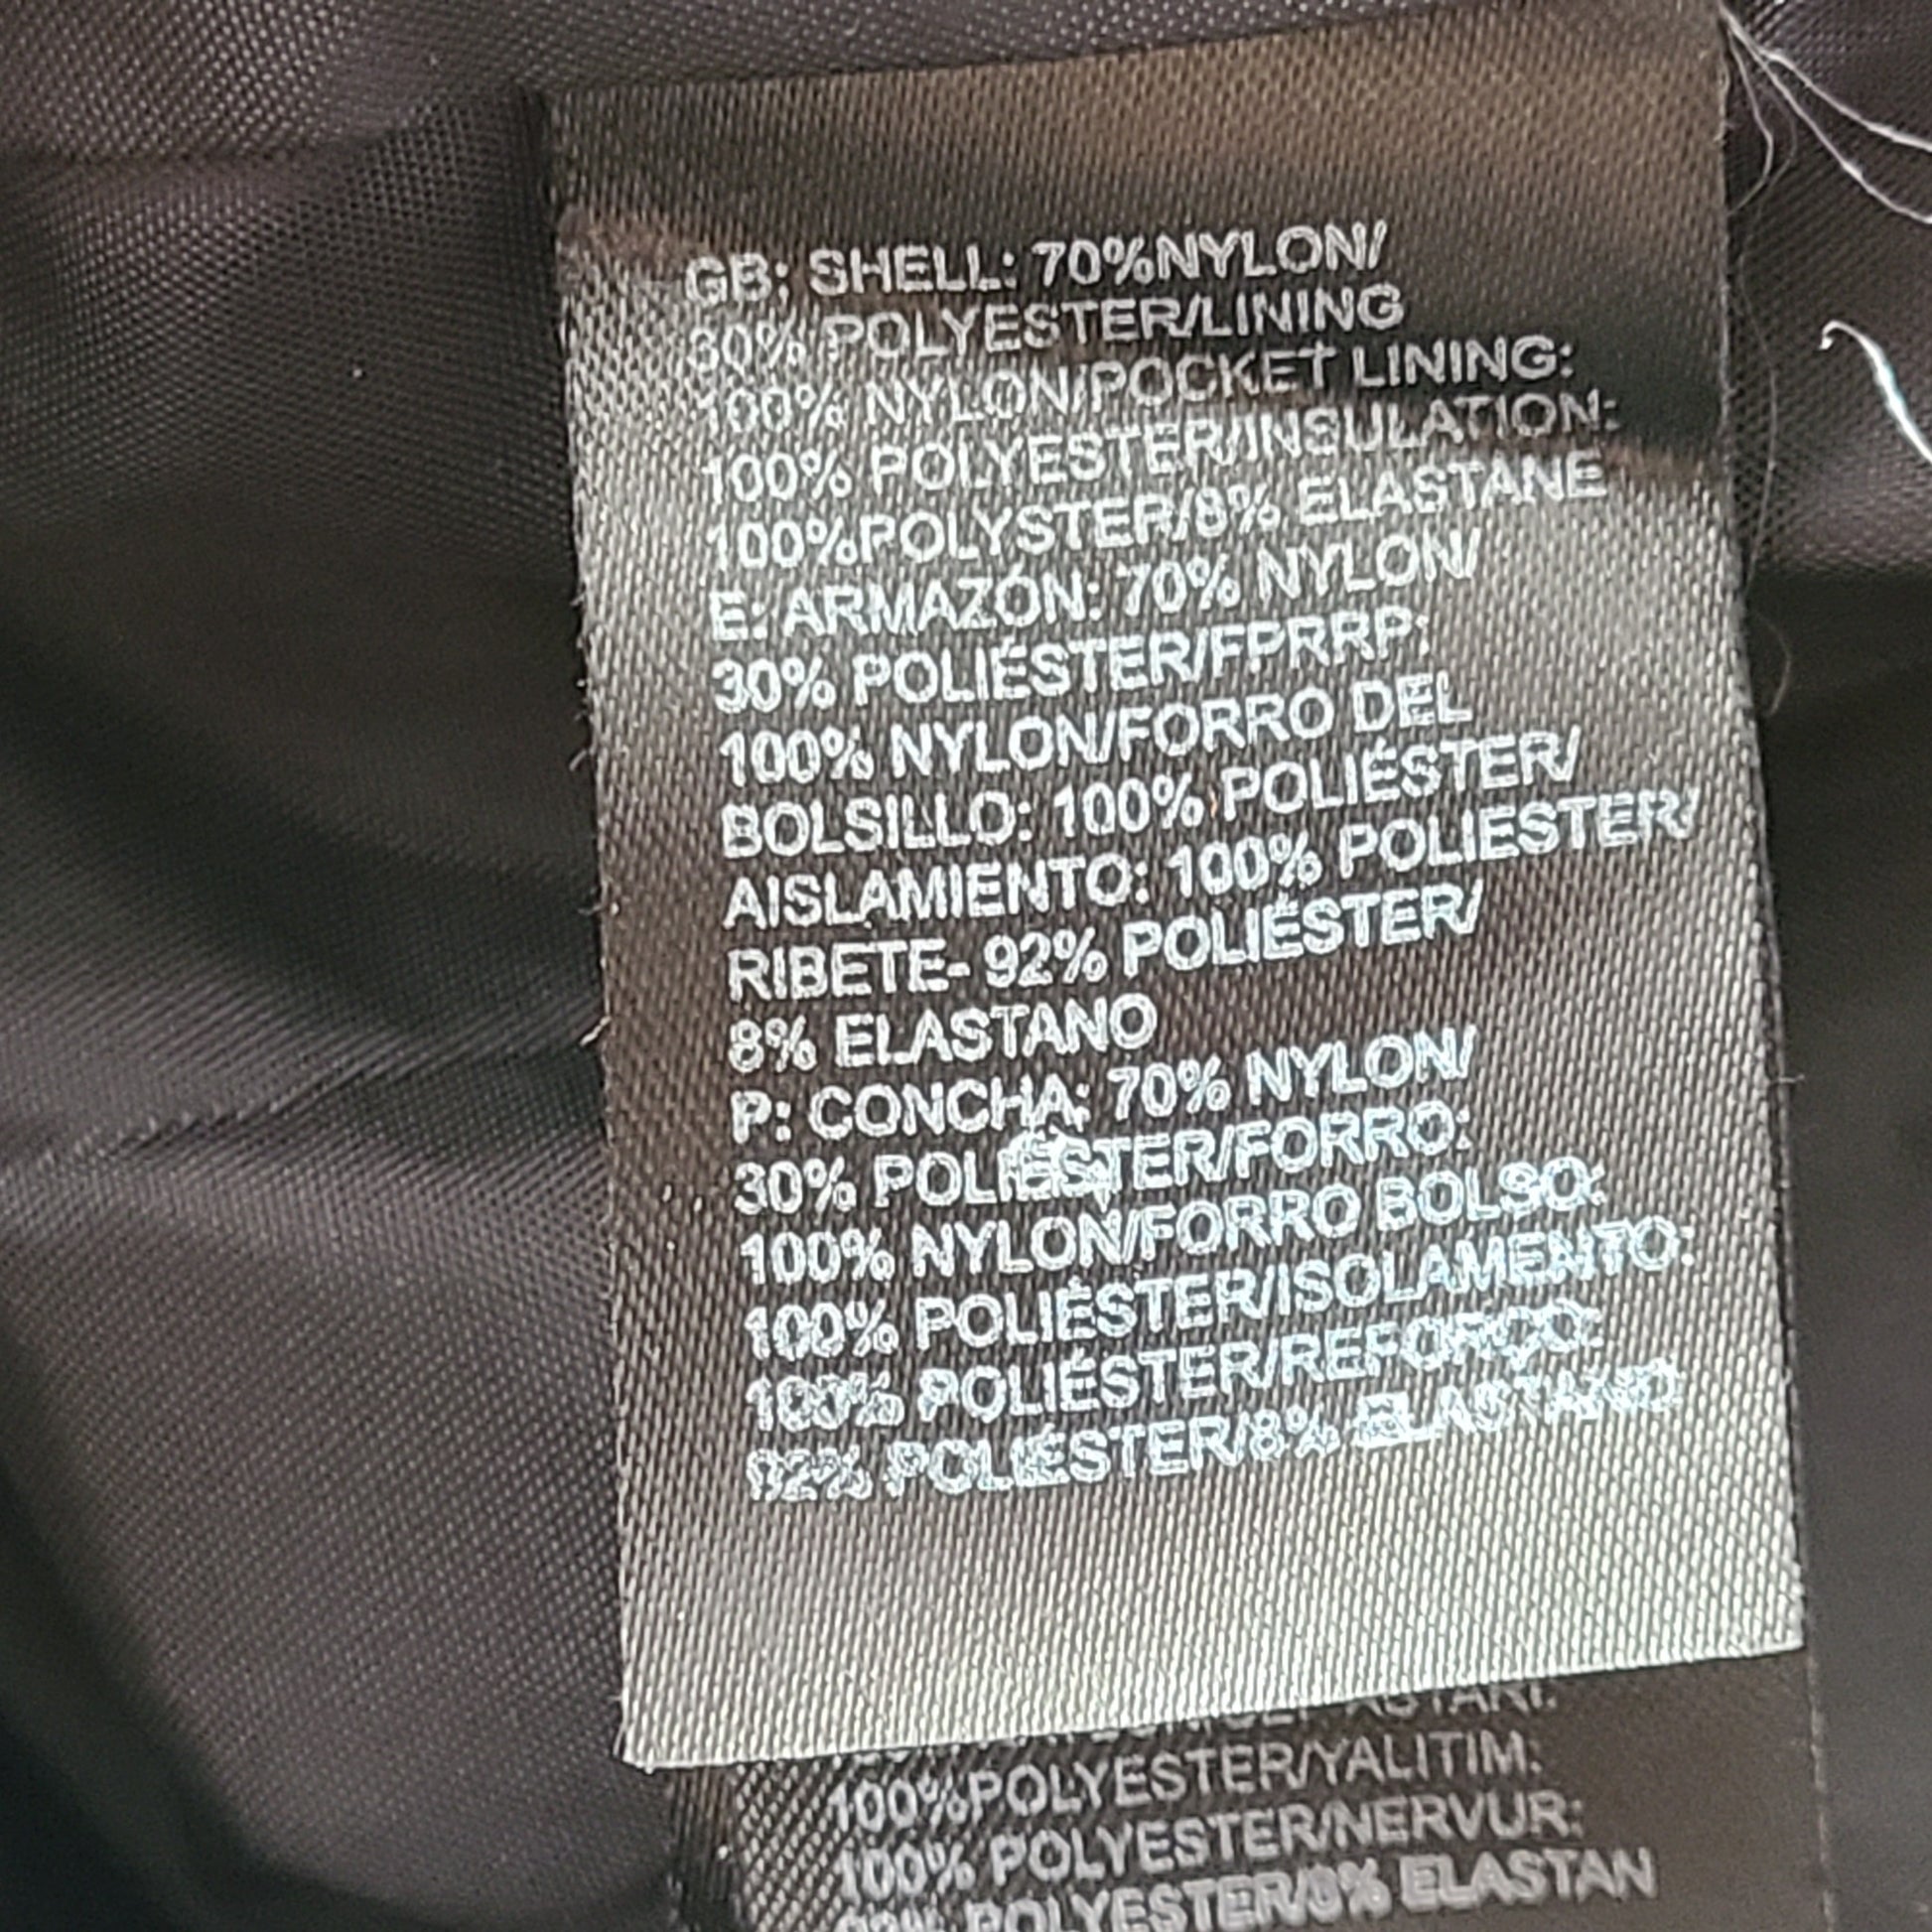 GB: SHELL: 70%NYLON/
30% POLYESTER/LINING
100% NYLON/POCKET LINING:
100% POLYESTER/INSULATION:
100%POLYSTER/8% ELASTANE
E: ARMAZÓN: 70% NYLON/
30% POLIÉSTER/FPRRP:
100% NYLON/FORRO DEL
BOLSILLO: 100% POLIÉSTER/
AISLAMIENTO: 100% POLIESTER/
RIBETE- 92% POLIÉSTER/
8% ELASTANO
P: CONCHA: 70% NYLON/
30% POLIÉSTER/FORRO:
100% NYLON/FORRO BOLSO:
100% POLIÉSTER/ISOLAMENTO:
100% POLIÉSTER/REFORÇO:
92% POLIÉSTER/8% ELASTANO
100%POLYESTER/YALITIM:
100% POLYESTER/NERVUR:
92% POLYESTER/8% ELASTAN